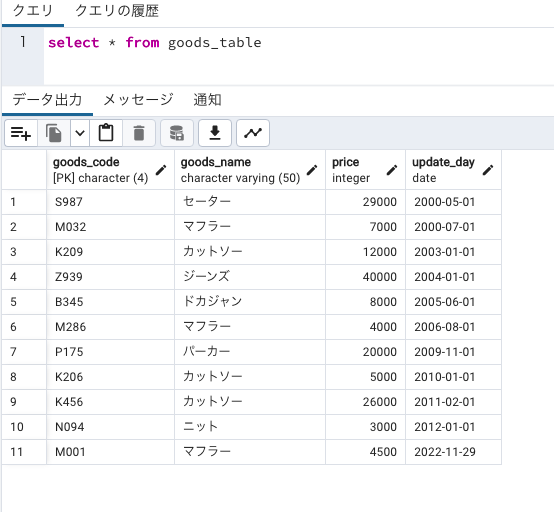 クエリ クエリの履歴
1 select * from goods_table
データ出力 メッセージ 通知
goods_code goods_name price update_day
[PK] character (4) character varying (50) integer date
1 S987 セーター 29000 2000-05-01
2 M032 マフラー 7000 2000-07-01
3 K209 カットソー 12000 2003-01-01
4 Z939 ジーンズ 40000 2004-01-01
5 B345 ドカジャン 8000 2005-06-01
6 M286 マフラー 4000 2006-08-01
7 P175 パーカー 20000 2009-11-01
8 K206 カットソー 5000 2010-01-01
9 K456 カットソー 26000 2011-02-01
10 N094 ニット 3000 2012-01-01
11 M001 マフラー 4500 2022-11-29